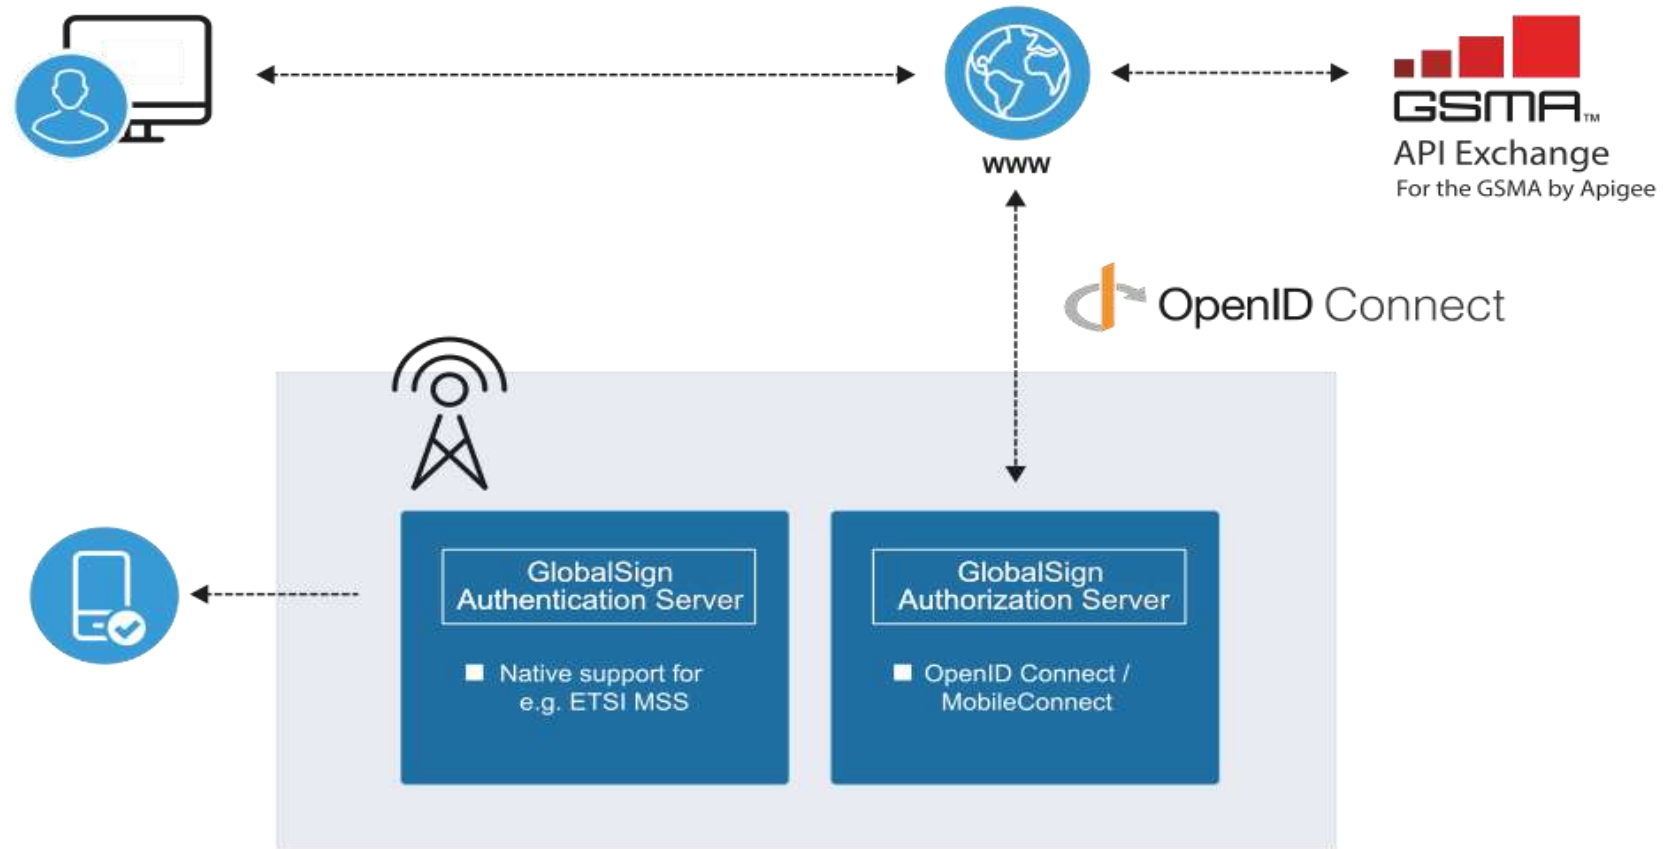 GSMA™
API Exchange
For the GSMA by Apigee
www
OpenID Connect
GlobalSign
Authentication Server
Native support for
e.g. ETSI MSS
GlobalSign
Authorization Server
OpenID Connect /
MobileConnect